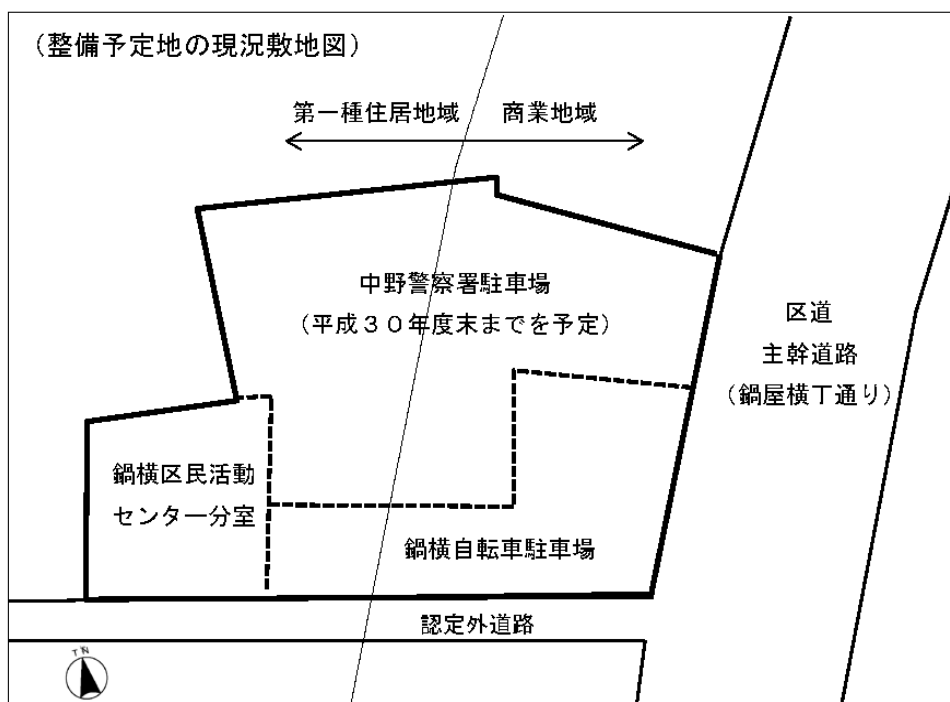 （整備予定地の現況敷地図）
第一種住居地域　商業地域
中野警察署駐車場
（平成３０年度末までを予定）
区道
主幹道路
（鍋屋横丁通り）
鍋横区民活動
センター分室
鍋横自転車駐車場
認定外道路
TN